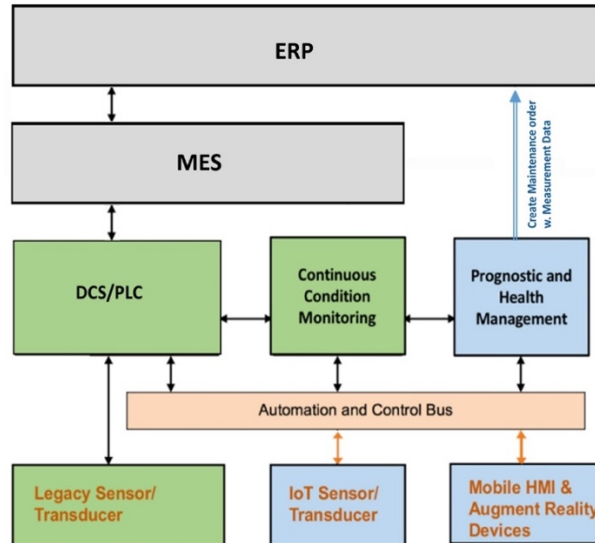 ERP
Create Maintenance order
w. Measurement Data
MES
DCS/PLC
Continuous
Condition
Monitoring
Prognostic and
Health
Management
Automation and Control Bus
Legacy Sensor/
Transducer
IoT Sensor/
Transducer
Mobile HMI &
Augment Reality
Devices